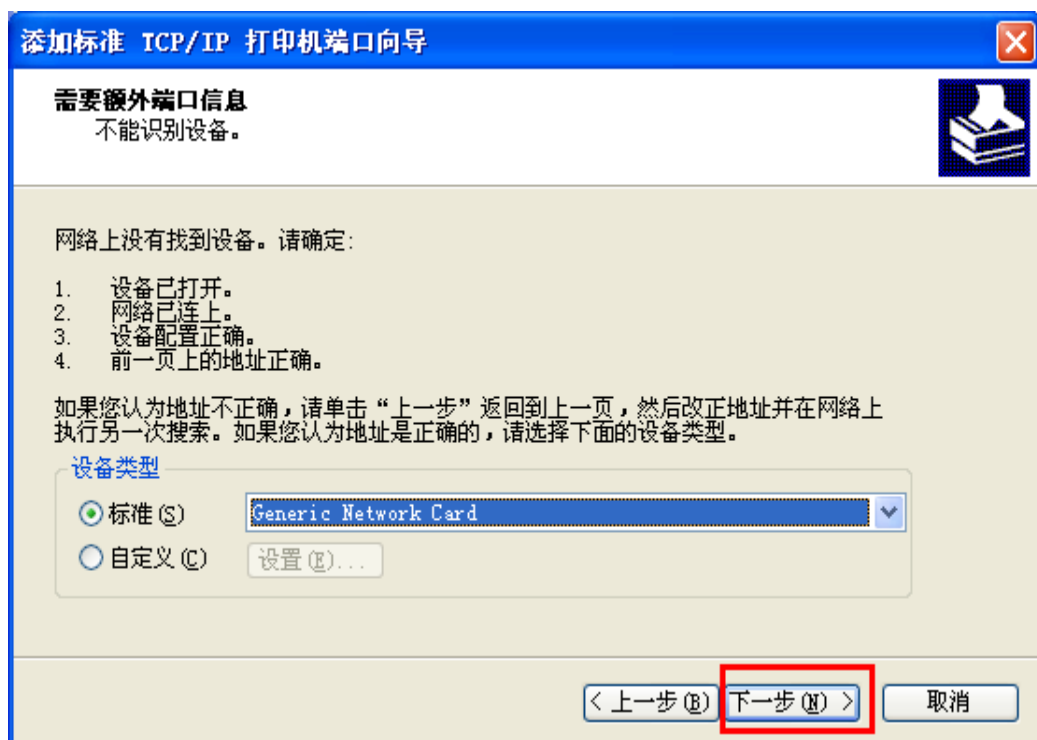 添加标准 TCP/IP 打印机端口向导
需要额外端口信息
不能识别设备。
网络上没有找到设备。请确定:
1. 设备已打开。
2. 网络已连上。
3. 设备配置正确。
4. 前一页上的地址正确。
如果您认为地址不正确，请单击“上一步”返回到上一页，然后改正地址并在网络上
执行另一次搜索。如果您认为地址是正确的，请选择下面的设备类型。
设备类型
标准(S) Generic Network Card
自定义(C) 设置(E)...
< 上一步(B) 下一步(N) > 取消